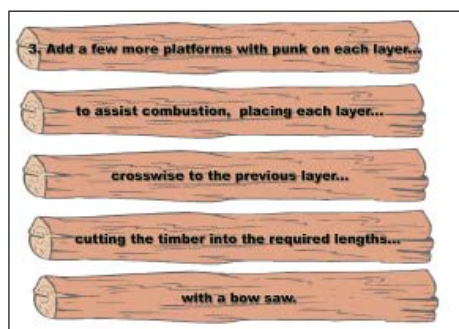 3. Add a few more platforms with punk on each layer...
to assist combustion, placing each layer...
crosswise to the previous layer...
cutting the timber into the required lengths...
with a bow saw.